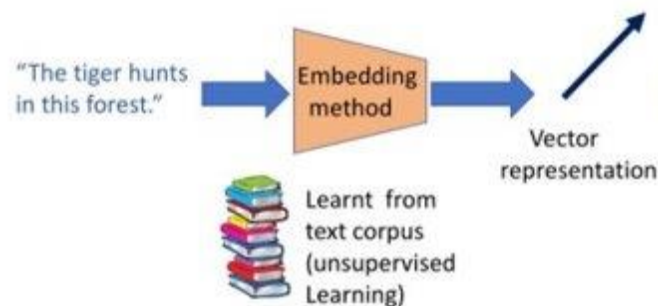 “The tiger hunts
in this forest.”
Embedding
method
Vector
representation
Learnt from
text corpus
(unsupervised
Learning)